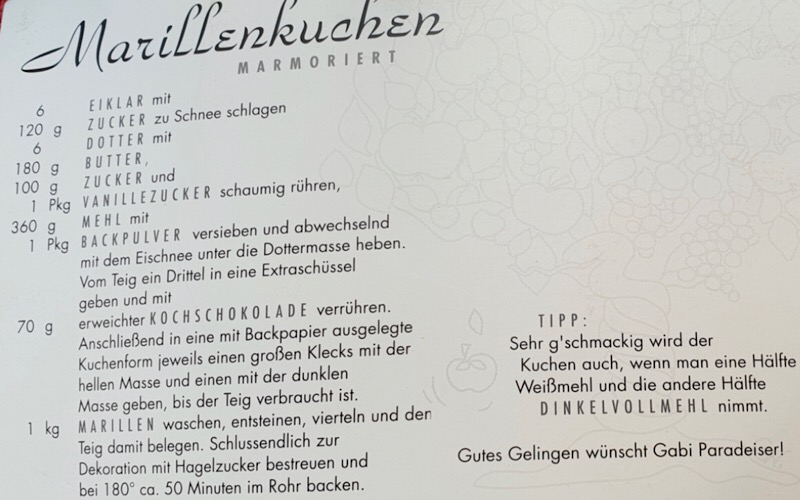 Marillenkuchen
MARMORIERT
6 EIKLAR mit
120 g ZUCKER zu Schnee schlagen
6 DOTTER mit
180 g BUTTER,
100 g ZUCKER und
1 Pkg VANILLEZUCKER schaumig rühren,
360 g MEHL mit
1 Pkg BACKPULVER versieben und abwechselnd
mit dem Eischnee unter die Dottermasse heben.
Vom Teig ein Drittel in eine Extraschüssel
geben und mit
70 g erweichter KOCHSCHOKOLADE verrühren.
Anschließend in eine mit Backpapier ausgelegte
Kuchenform jeweils einen großen Klecks mit der
hellen Masse und einen mit der dunklen
Masse geben, bis der Teig verbraucht ist.
1 kg MARILLEN waschen, entsteinen, vierteln und den
Teig damit belegen. Schlussendlich zur
Dekoration mit Hagelzucker bestreuen und
bei 180° ca. 50 Minuten im Rohr backen.
TIPP:
Sehr g'schmackig wird der
Kuchen auch, wenn man eine Hälfte
Weißmehl und die andere Hälfte
DINKELVOLLMEHL nimmt.
Gutes Gelingen wünscht Gabi Paradeiser!